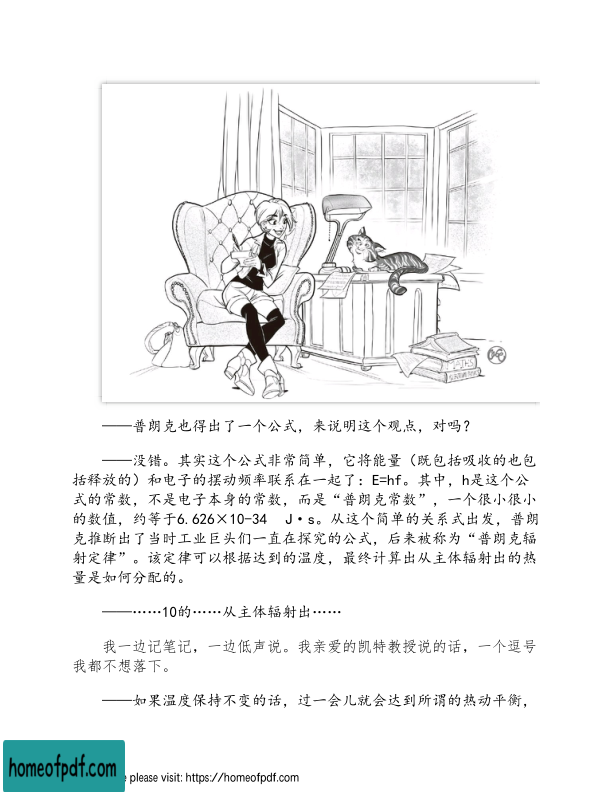 ——普朗克也得出了一个公式，来说明这个观点，对吗？
——没错。其实这个公式非常简单，它将能量（既包括吸收的也包
括释放的）和电子的摆动频率联系在一起了：E=hf。其中，h是这个公
式的常数，不是电子本身的常数，而是“普朗克常数”，一个很小很小
的数值，约等于6.626×10-34 J·s。从这个简单的关系式出发，普朗
克推断出了当时工业巨头们一直在探究的公式，后来被称为“普朗克辐
射定律”。该定律可以根据达到的温度，最终计算出从主体辐射出的热
量是如何分配的。
——……10的……从主体辐射出……
我一边记笔记，一边低声说。我亲爱的凯特教授说的话，一个逗号
我都不想落下。
——如果温度保持不变的话，过一会儿就会达到所谓的热动平衡，
homeofpdf.com
e please visit: https://homeofpdf.com